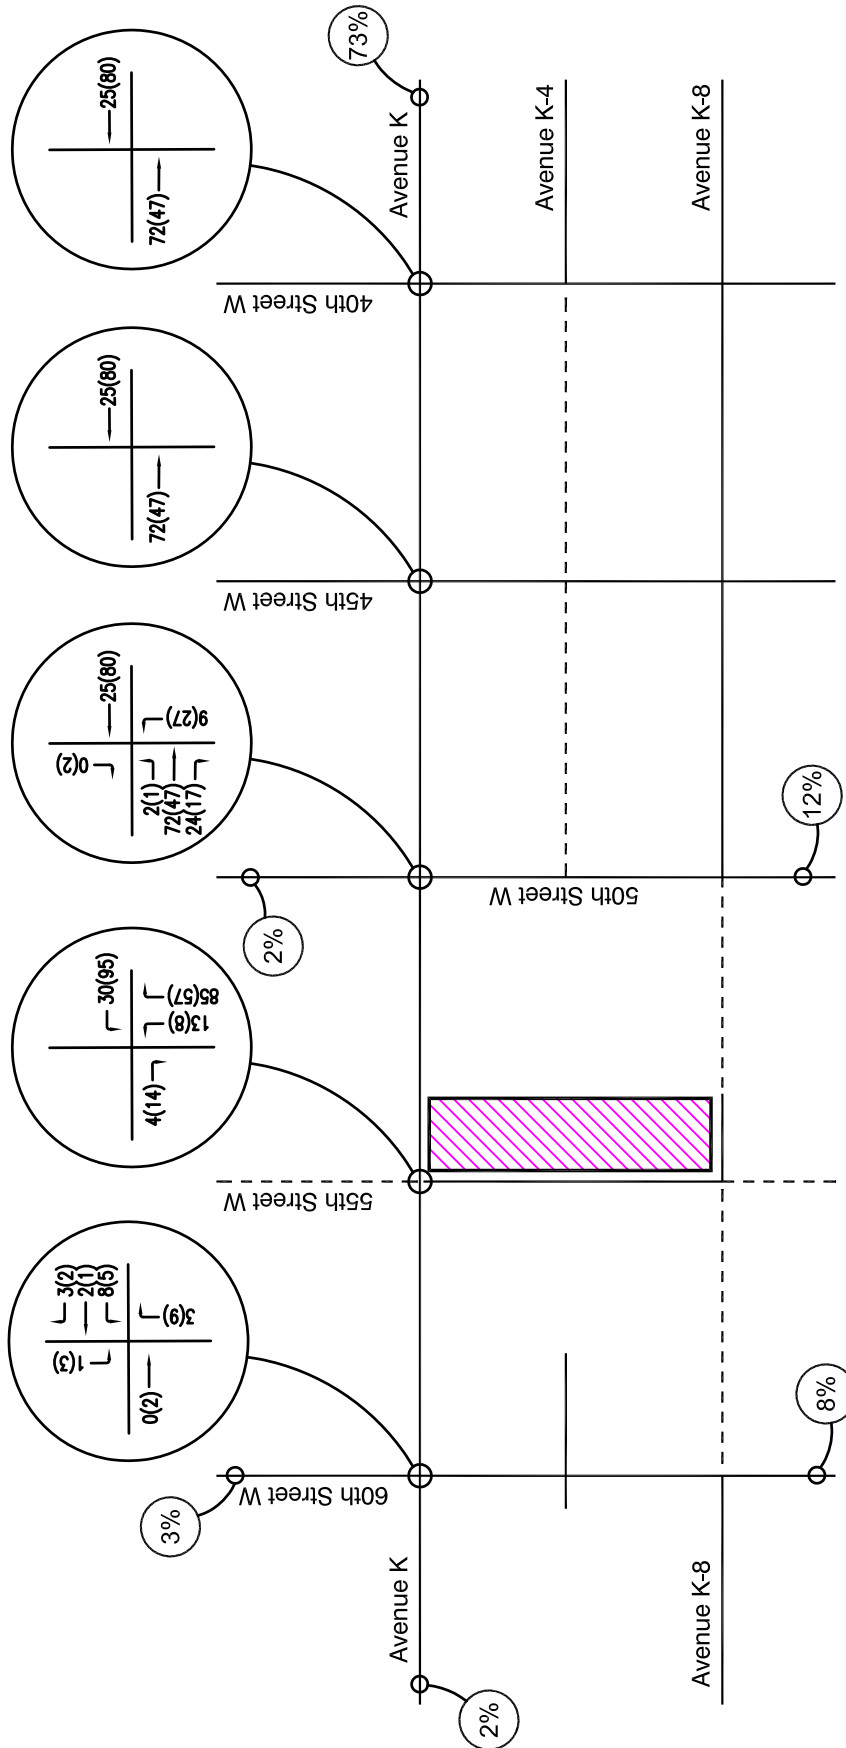 3(2)
2(1)
8(5)
1(3)
0(2)
3(9)
30(95)
4(14)
13(8)
85(57)
0(2)
25(80)
2(1)
72(47)
24(17)
9(27)
25(80)
72(47)
25(80)
72(47)
3%
2%
73%
60th Street W
55th Street W
50th Street W
45th Street W
40th Street W
Avenue K
Avenue K
2%
Avenue K-4
Avenue K-8
Avenue K-8
8%
12%